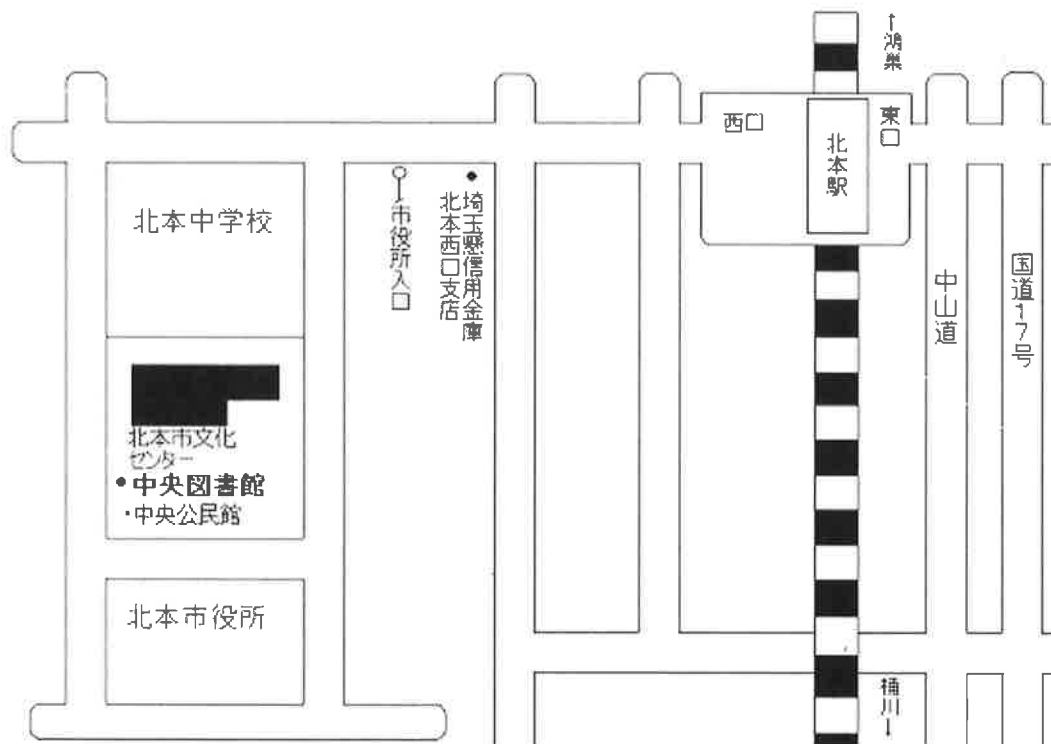 ↑鴻巣
西口
東口
北本駅
北本中学校
市役所入口
埼玉懸信用金庫
北本西口支店
中山道
国道17号
北本市文化
センター
•中央図書館
・中央公民館
北本市役所
桶川↓